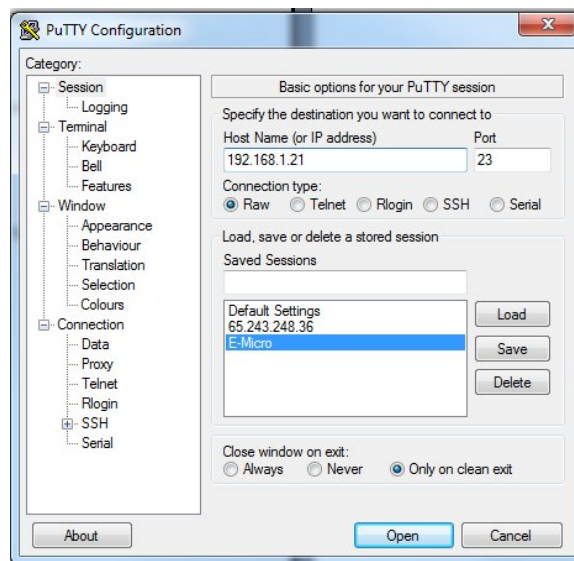 PuTTY Configuration
Category:
Session
Logging
Terminal
Keyboard
Bell
Features
Window
Appearance
Behaviour
Translation
Selection
Colours
Connection
Data
Proxy
Telnet
Rlogin
SSH
Serial
Basic options for your PuTTY session
Specify the destination you want to connect to
Host Name (or IP address) Port
192.168.1.21 23
Connection type:
Raw Telnet Rlogin SSH Serial
Load, save or delete a stored session
Saved Sessions
Default Settings
65.243.248.36
E-Micro
Load
Save
Delete
Close window on exit:
Always Never Only on clean exit
About Open Cancel